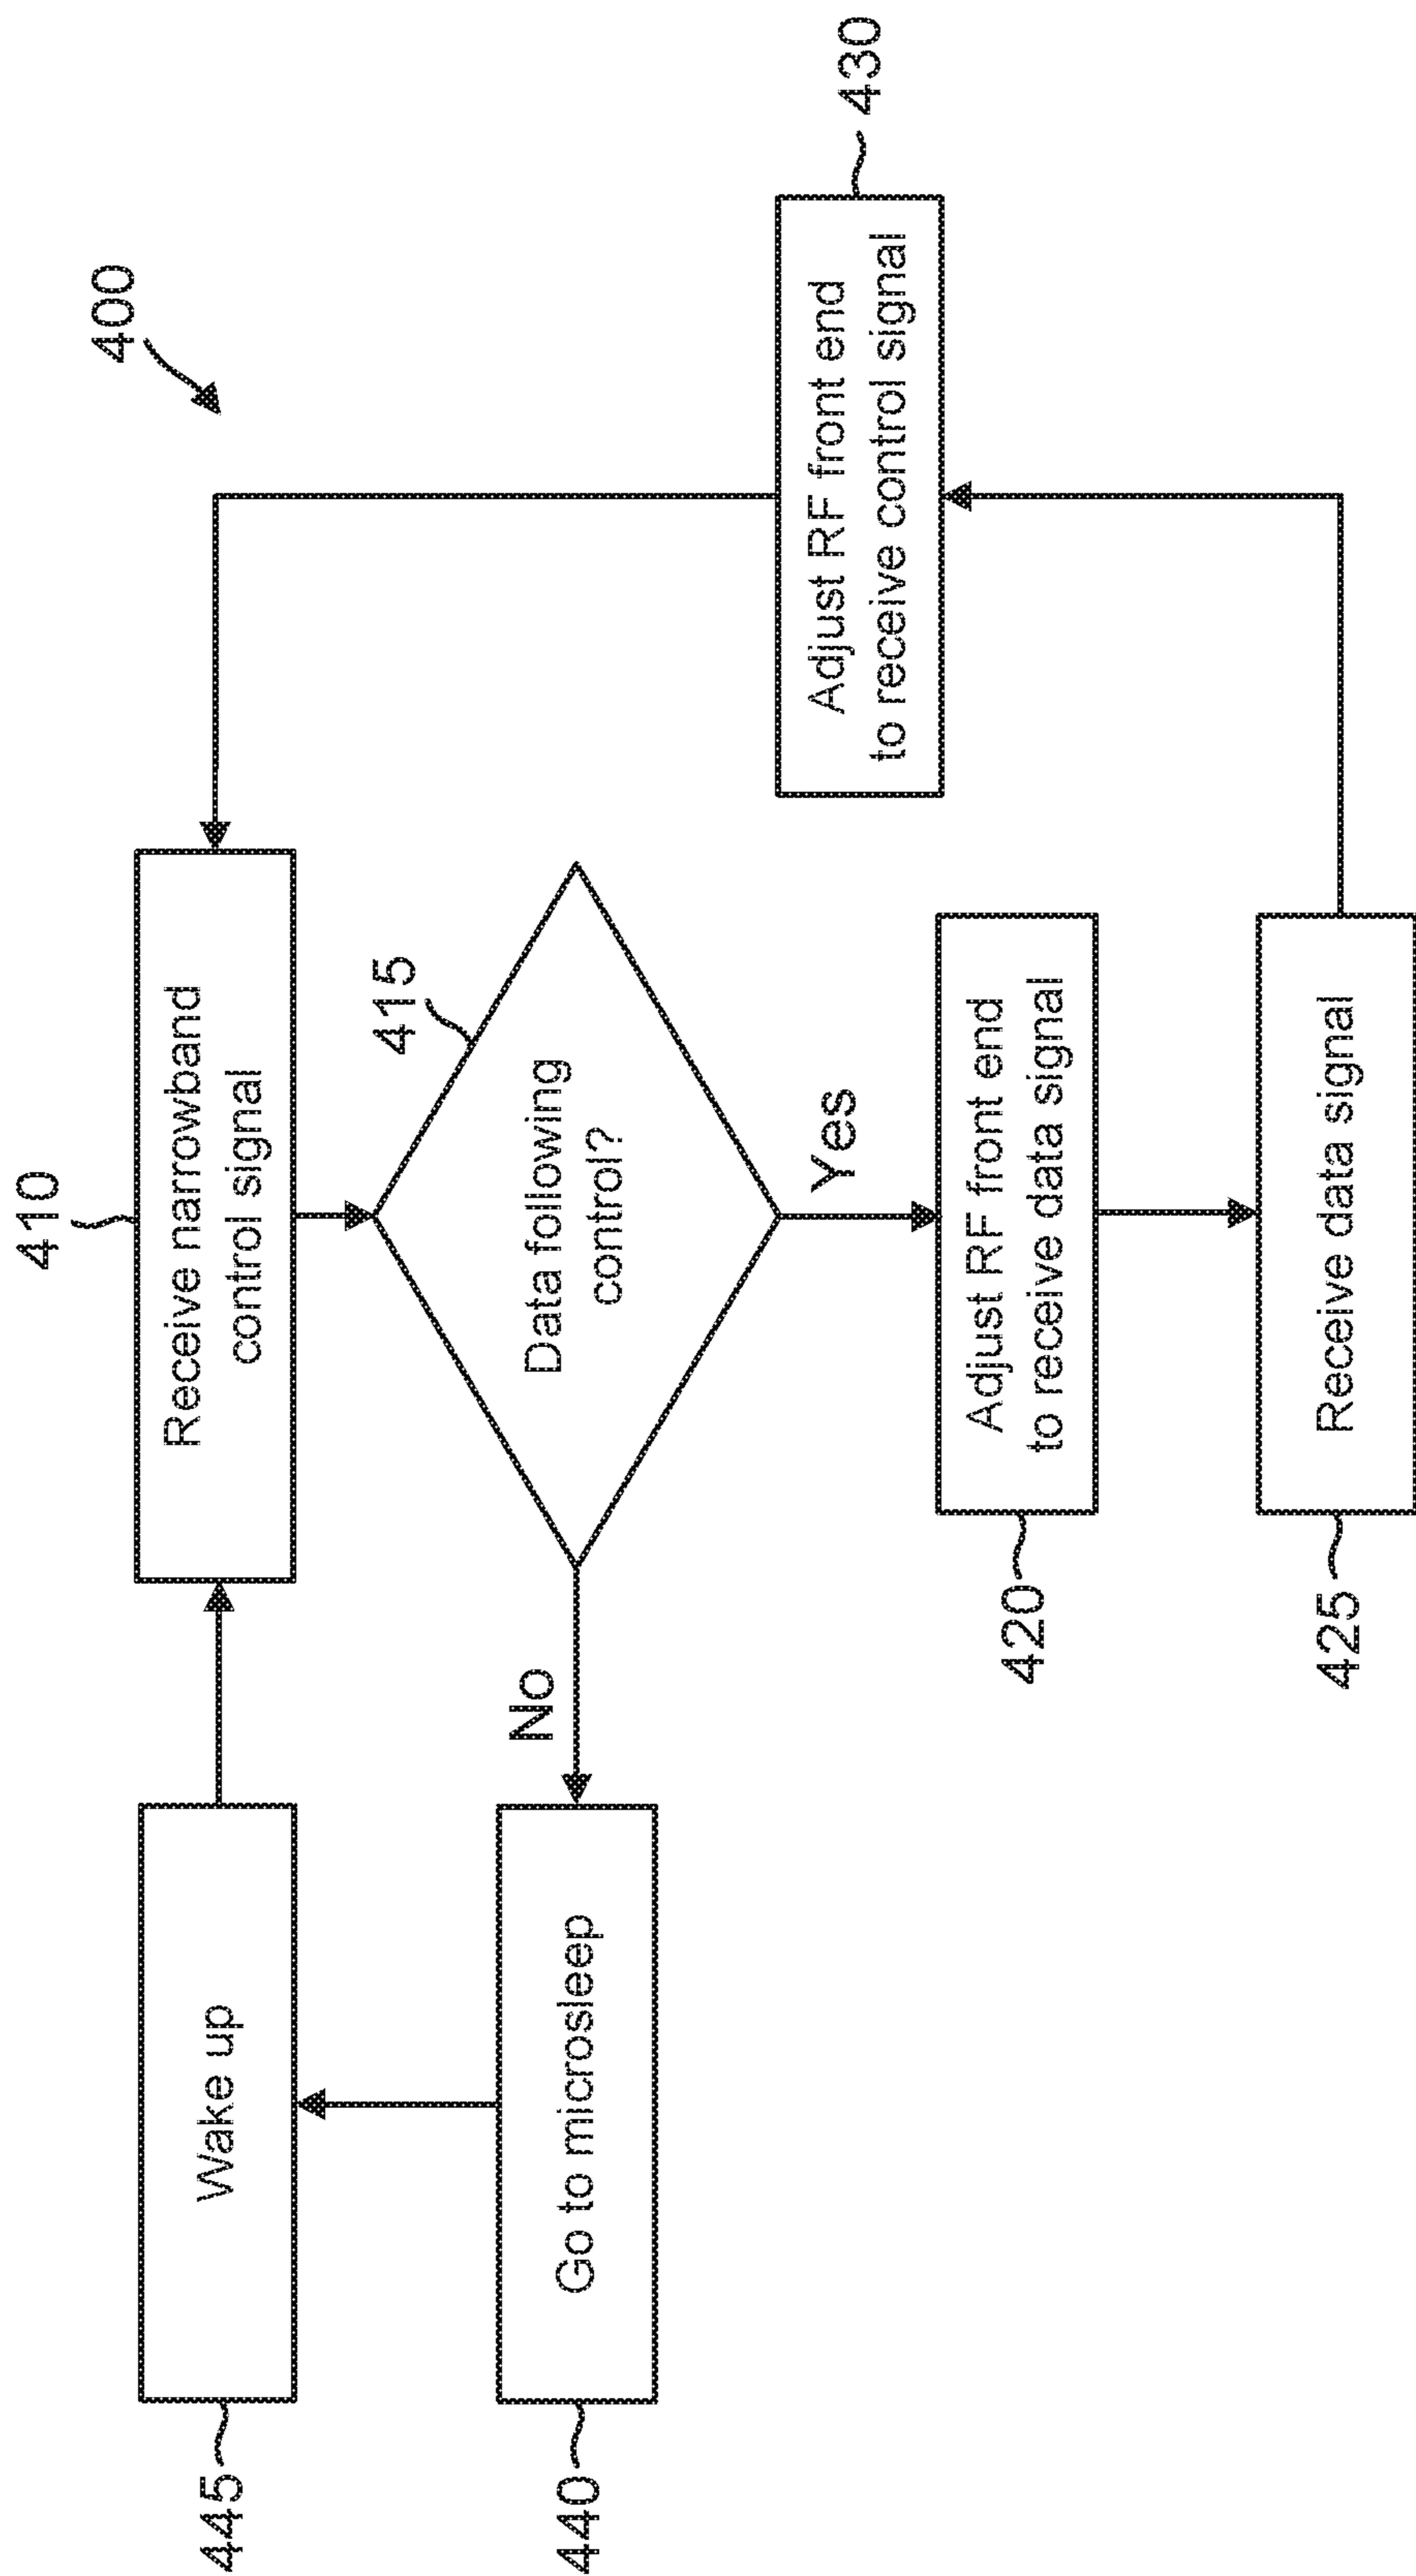 400
410
Receive narrowband
control signal
445
Wake up
415
Data following
control?
No
Yes
440
Go to microsleep
430
Adjust RF front end
to receive control signal
420
Adjust RF front end
to receive data signal
425
Receive data signal